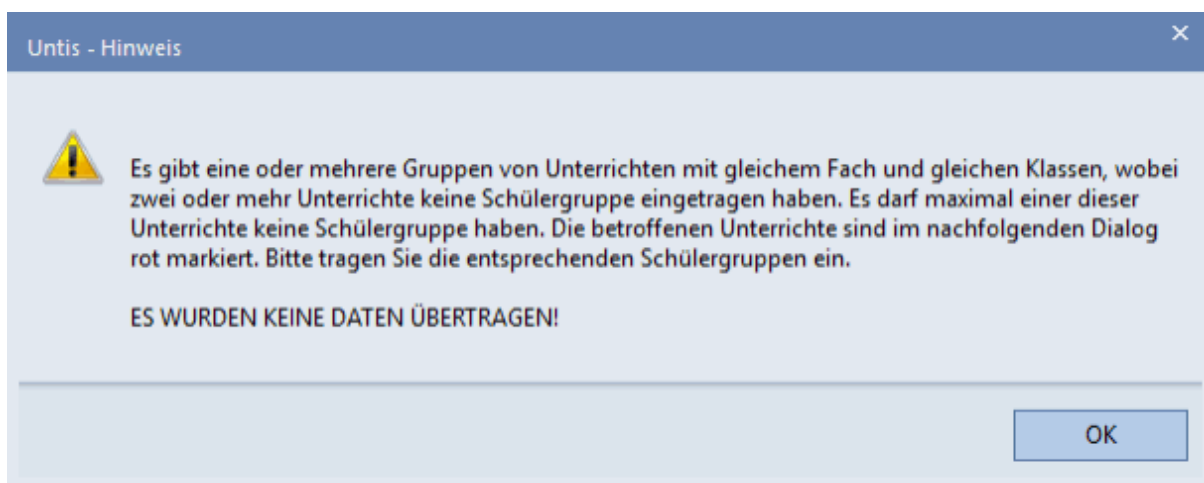 Untis - Hinweis
Es gibt eine oder mehrere Gruppen von Unterrichten mit gleichem Fach und gleichen Klassen, wobei
zwei oder mehr Unterrichte keine Schülergruppe eingetragen haben. Es darf maximal einer dieser
Unterrichte keine Schülergruppe haben. Die betroffenen Unterrichte sind im nachfolgenden Dialog
rot markiert. Bitte tragen Sie die entsprechenden Schülergruppen ein.
ES WURDEN KEINE DATEN ÜBERTRAGEN!
OK